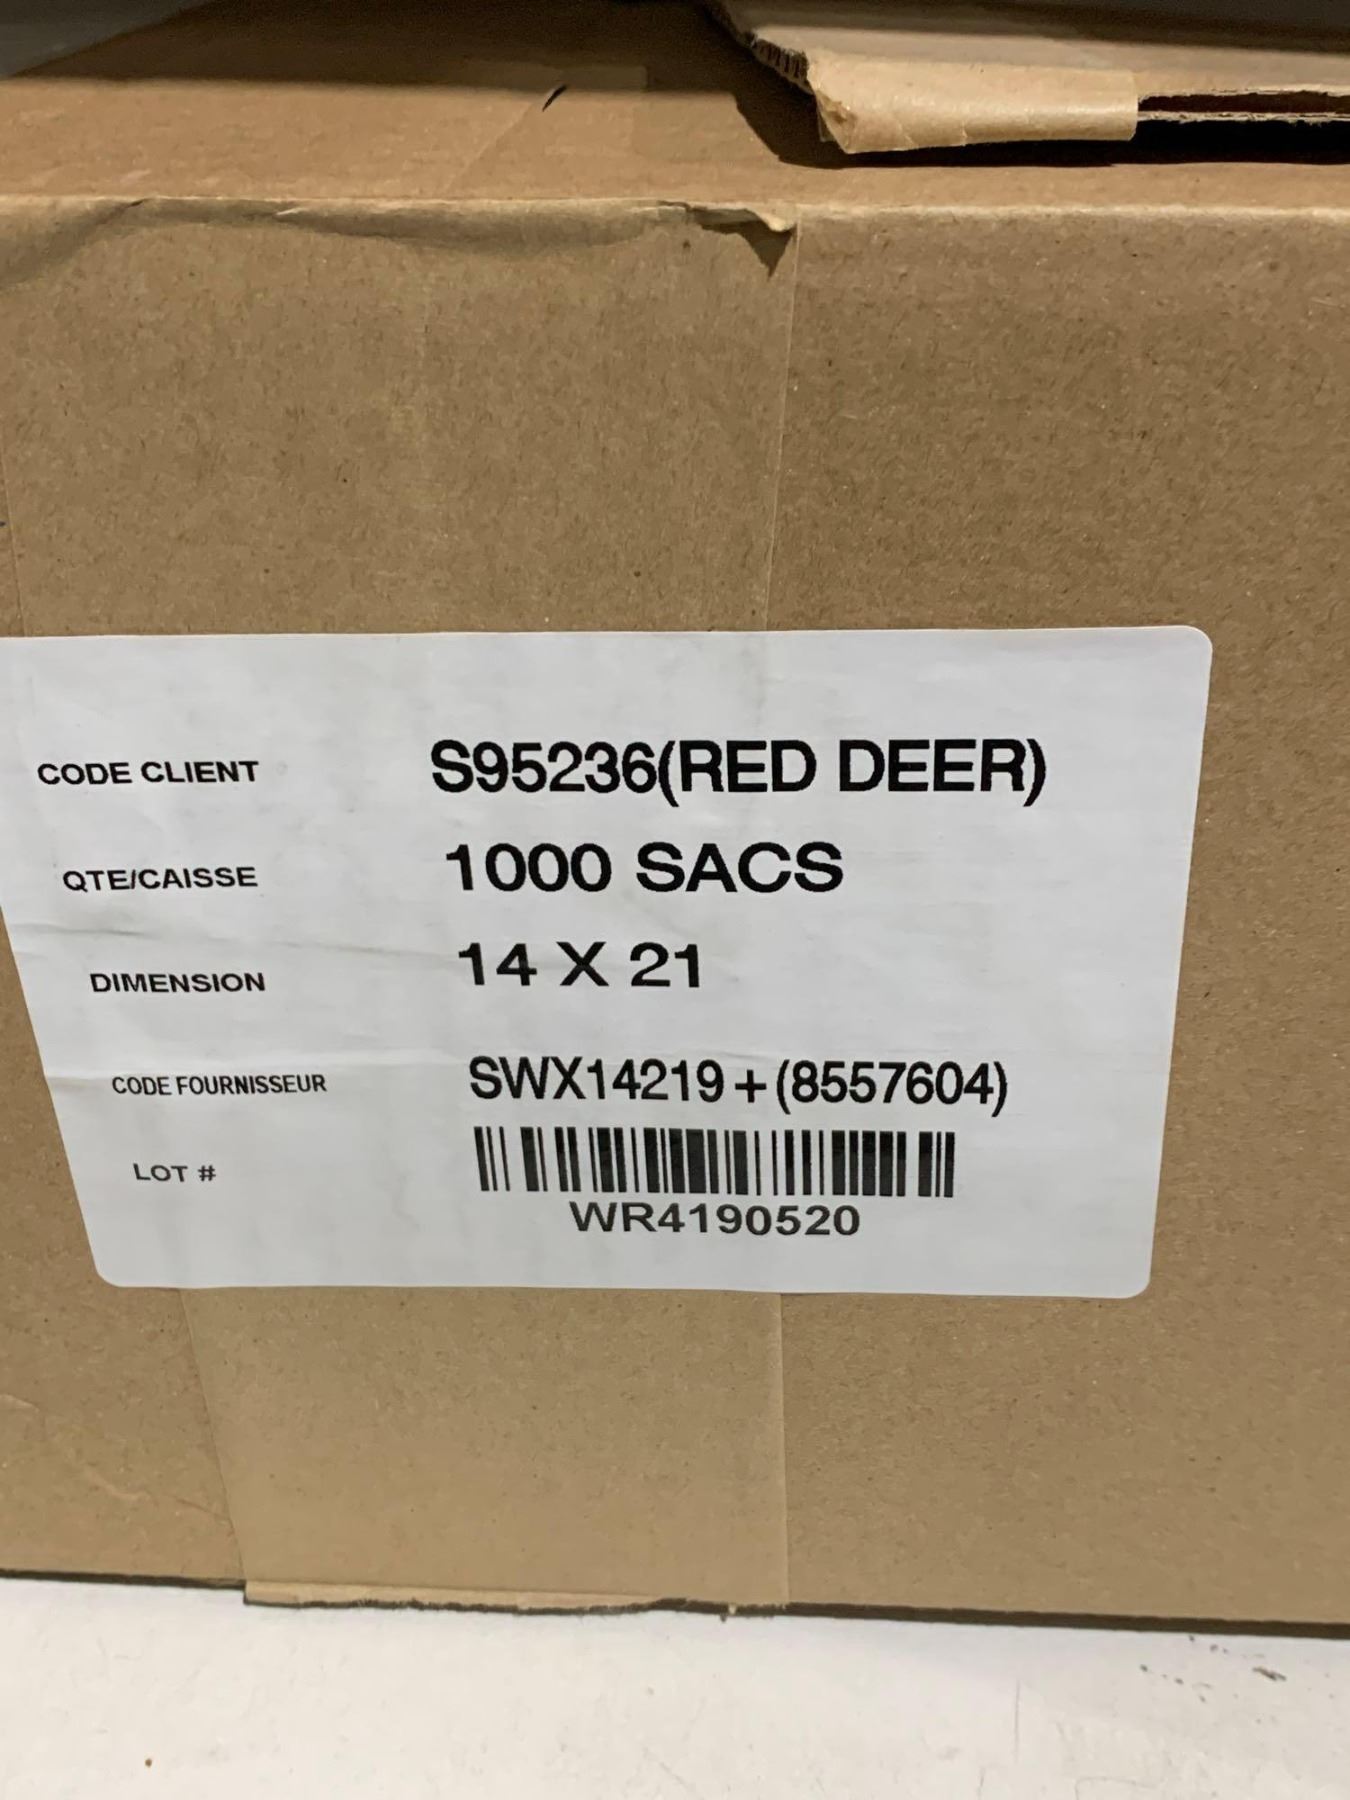 CODE CLIENT S95236(RED DEER)
QTE/CAISSE 1000 SACS
DIMENSION 14 X 21
CODE FOURNISSEUR SWX14219+(8557604)
LOT #
WR4190520